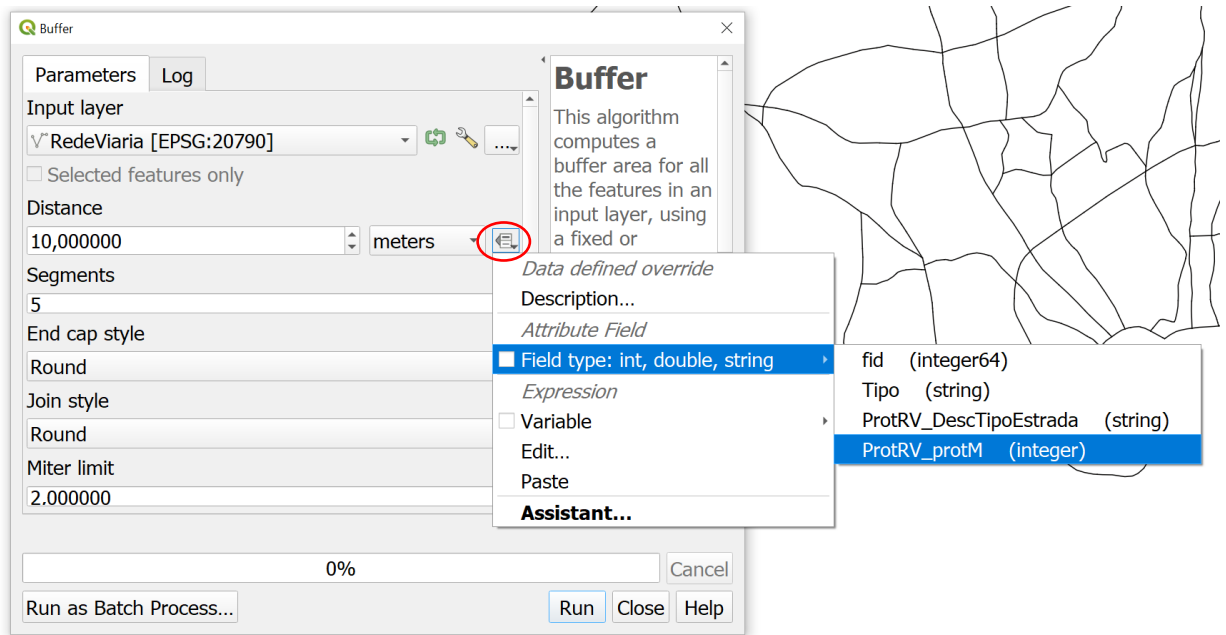 Buffer
Parameters
Log
Input layer
RedeViaria [EPSG:20790]
...
Selected features only
Distance
10,000000
meters
Segments
5
End cap style
Round
Join style
Round
Miter limit
2,000000
0%
Cancel
Run as Batch Process...
Run
Close
Help
Buffer
This algorithm
computes a
buffer area for all
the features in an
input layer, using
a fixed or
Data defined override
Description...
Attribute Field
Field type: int, double, string
Expression
Variable
Edit...
Paste
Assistant...
fid (integer64)
Tipo (string)
ProtRV_DescTipoEstrada (string)
ProtRV_protM (integer)